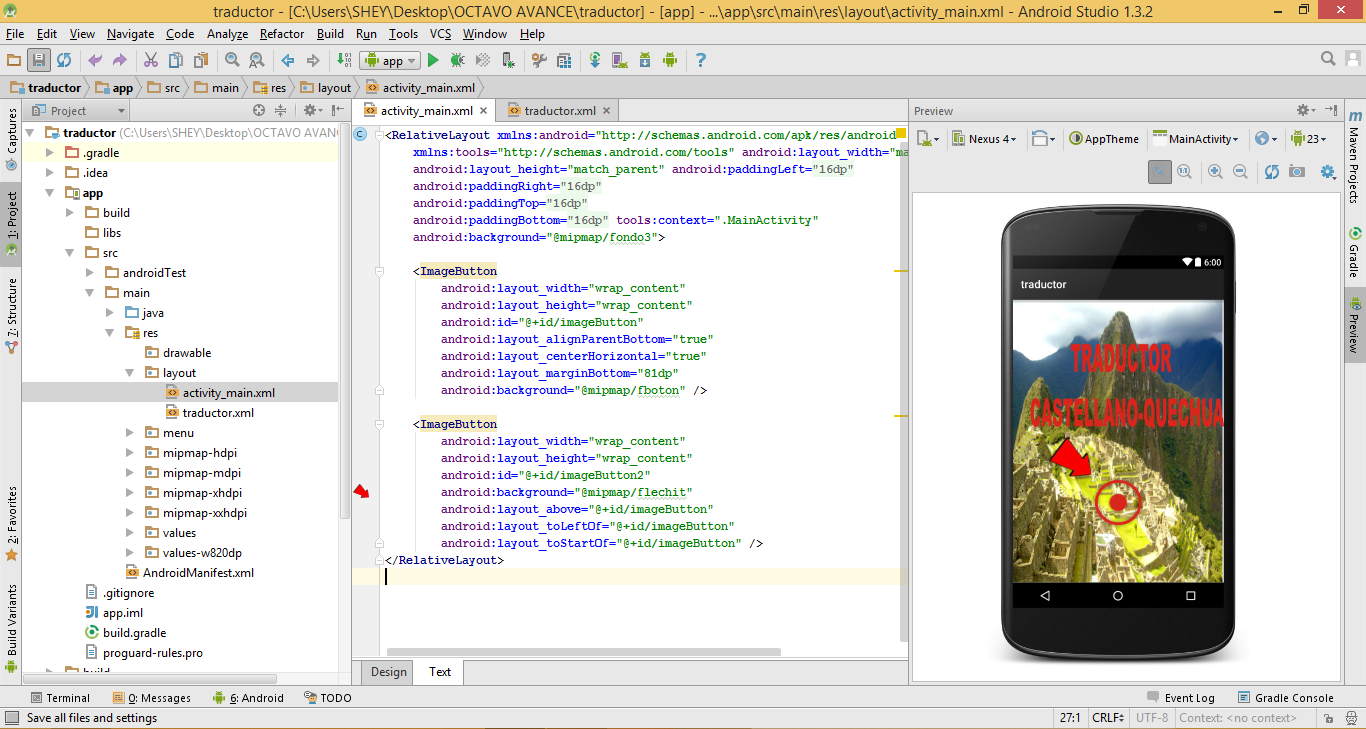 traductor - [C:\Users\SHEY\Desktop\OCTAVO AVANCE\traductor] - [app] - ...\app\src\main\res\layout\activity_main.xml - Android Studio 1.3.2
File Edit View Navigate Code Analyze Refactor Build Run Tools VCS Window Help
app
traductor app src main res layout activity_main.xml
Project
activity_main.xml traductor.xml
Preview
Captures
1: Project
7: Structure
2: Favorites
Build Variants
traductor (C:\Users\SHEY\Desktop\OCTAVO AVANC
.gradle
.idea
app
build
libs
src
androidTest
main
java
res
drawable
layout
activity_main.xml
traductor.xml
menu
mipmap-hdpi
mipmap-mdpi
mipmap-xhdpi
mipmap-xxhdpi
values
values-w820dp
AndroidManifest.xml
.gitignore
app.iml
build.gradle
proguard-rules.pro
build
C
<RelativeLayout xmlns:android="http://schemas.android.com/apk/res/android
xmlns:tools="http://schemas.android.com/tools" android:layout_width="ma
android:layout_height="match_parent" android:paddingLeft="16dp"
android:paddingRight="16dp"
android:paddingTop="16dp"
android:paddingBottom="16dp" tools:context=".MainActivity"
android:background="@mipmap/fondo3">
<ImageButton
android:layout_width="wrap_content"
android:layout_height="wrap_content"
android:id="@+id/imageButton"
android:layout_alignParentBottom="true"
android:layout_centerHorizontal="true"
android:layout_marginBottom="81dp"
android:background="@mipmap/fboton" />
<ImageButton
android:layout_width="wrap_content"
android:layout_height="wrap_content"
android:id="@+id/imageButton2"
android:background="@mipmap/flechit"
android:layout_above="@+id/imageButton"
android:layout_toLeftOf="@+id/imageButton"
android:layout_toStartOf="@+id/imageButton" />
</RelativeLayout>
Design Text
Nexus 4 AppTheme MainActivity 23
1:1
6:00
traductor
TRADUCTOR
CASTELLANO-QUECHUA
m
Maven Projects
Gradle
Preview
Terminal 0: Messages 6: Android TODO Event Log Gradle Console
Save all files and settings 27:1 CRLF UTF-8 Context: <no context>